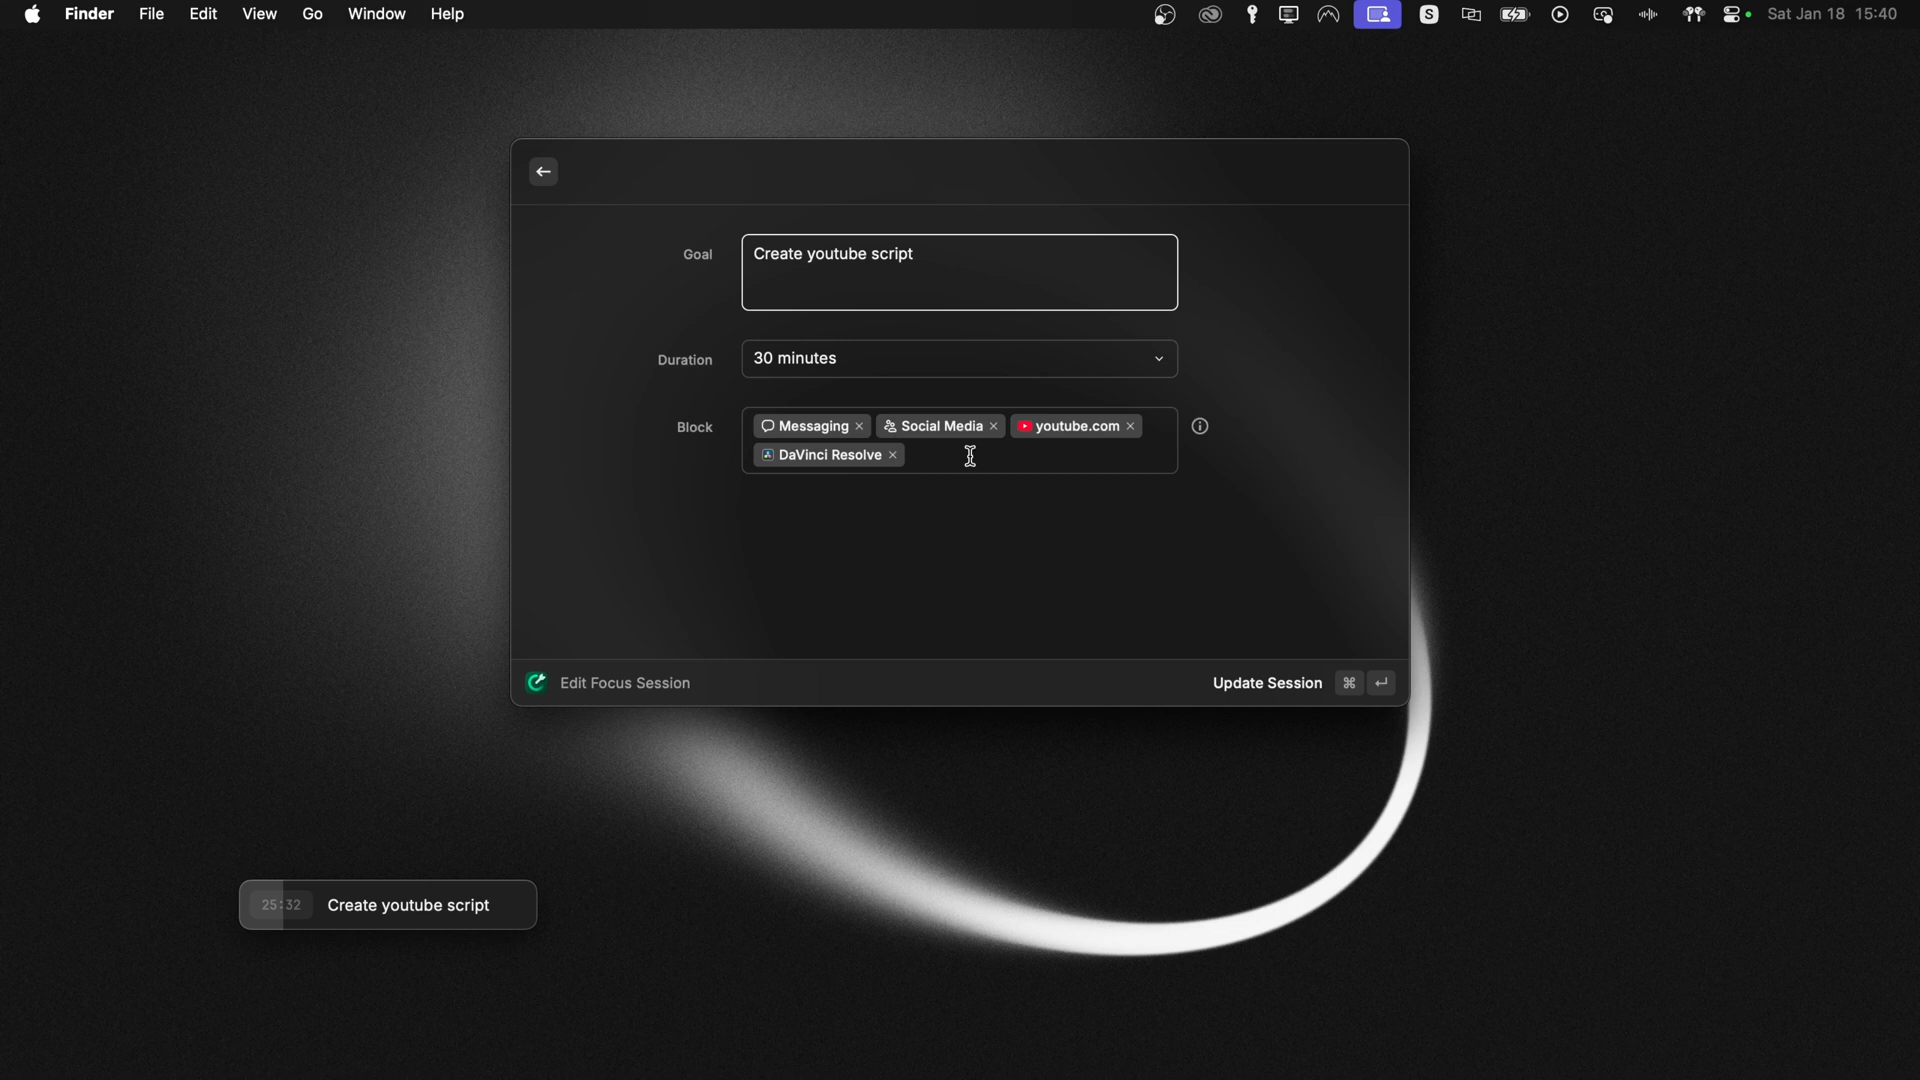 Finder File Edit View Go Window Help S Sat Jan 18 15:40
Goal Create youtube script
Duration 30 minutes
Block Messaging Social Media youtube.com
DaVinci Resolve
Edit Focus Session Update Session ⌘ ↵
25:32 Create youtube script